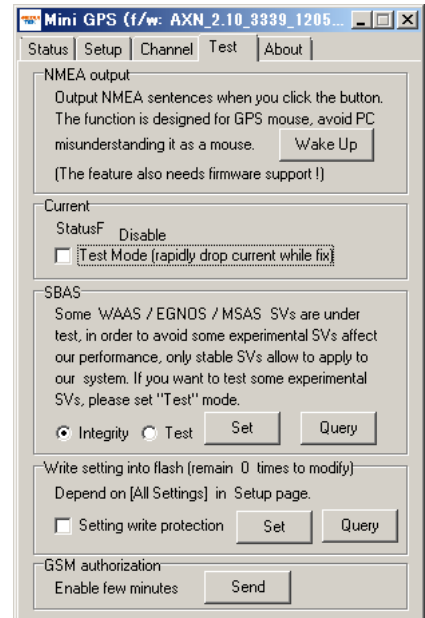 Mini GPS (f/w: AXN_2.10_3339_1205...
Status Setup Channel Test About
NMEA output
Output NMEA sentences when you click the button.
The function is designed for GPS mouse, avoid PC
misunderstanding it as a mouse. Wake Up
(The feature also needs firmware support !)
Current
StatusF Disable
Test Mode (rapidly drop current while fix)
SBAS
Some WAAS / EGNOS / MSAS SVs are under
test, in order to avoid some experimental SVs affect
our performance, only stable SVs allow to apply to
our system. If you want to test some experimental
SVs, please set "Test" mode.
Integrity Test Set Query
Write setting into flash (remain 0 times to modify)
Depend on [All Settings] in Setup page.
Setting write protection Set Query
GSM authorization
Enable few minutes Send